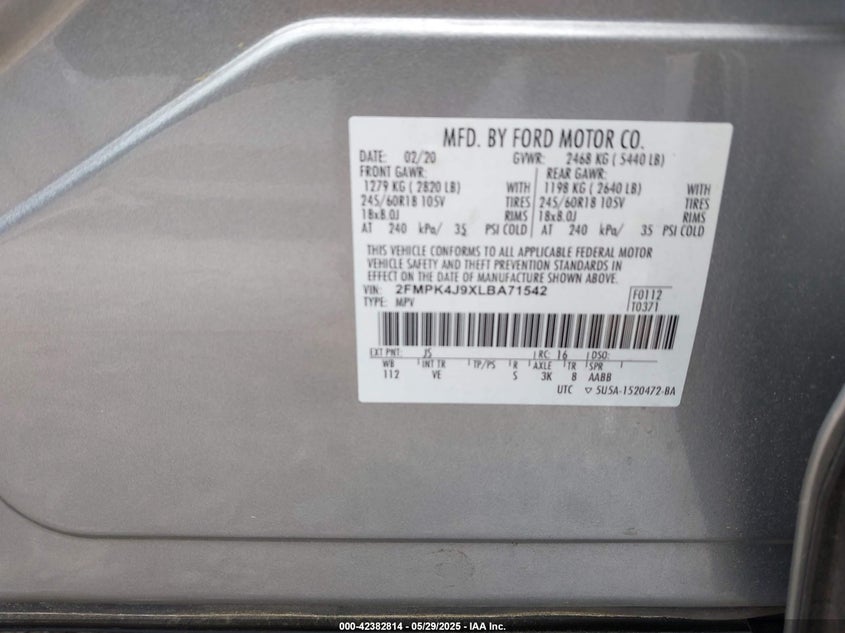 MFD. BY FORD MOTOR CO.
DATE: 02/20 GVWR: 2468 KG ( 5440 LB)
FRONT GAWR: REAR GAWR:
1279 KG ( 2820 LB) WITH 1198 KG ( 2640 LB) WITH
245/60R18 105V TIRES 245/60R18 105V TIRES
18x8.0J RIMS 18x8.0J RIMS
AT 240 kPa/ 35 PSI COLD AT 240 kPa/ 35 PSI COLD
THIS VEHICLE CONFORMS TO ALL APPLICABLE FEDERAL MOTOR
VEHICLE SAFETY AND THEFT PREVENTION STANDARDS IN
EFFECT ON THE DATE OF MANUFACTURE SHOWN ABOVE.
VIN: 2FMPK4J9XLBA71542 F0112
TYPE: MPV T0371
EXT PNT: JS RC: 16 DSO:
WB INT TR TP/PS R AXLE TR SPR
112 VE S 3K 8 AABB
UTC ▽ 5U5A-1520472-BA
000-42382814 - 05/29/2025 - IAA Inc.